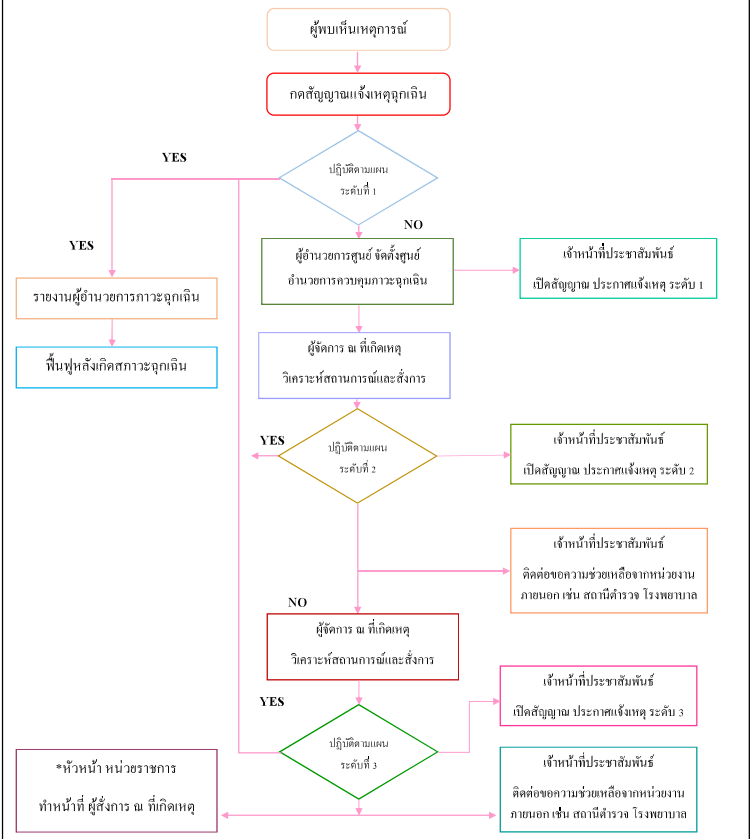 ผู้พบเห็นเหตุการณ์
กดสัญญาณแจ้งเหตุฉุกเฉิน
YES
ปฏิบัติตามแผน
ระดับที่ 1
NO
YES
ผู้อำนวยการศูนย์ จัดตั้งศูนย์
อำนวยการควบคุมภาวะฉุกเฉิน
เจ้าหน้าที่ประชาสัมพันธ์
เปิดสัญญาณ ประกาศแจ้งเหตุ ระดับ 1
รายงานผู้อำนวยการภาวะฉุกเฉิน
ฟื้นฟูหลังเกิดสภาวะฉุกเฉิน
ผู้จัดการ ณ ที่เกิดเหตุ
วิเคราะห์สถานการณ์และสั่งการ
YES
ปฏิบัติตามแผน
ระดับที่ 2
เจ้าหน้าที่ประชาสัมพันธ์
เปิดสัญญาณ ประกาศแจ้งเหตุ ระดับ 2
เจ้าหน้าที่ประชาสัมพันธ์
ติดต่อขอความช่วยเหลือจากหน่วยงาน
ภายนอก เช่น สถานีตำรวจ โรงพยาบาล
NO
ผู้จัดการ ณ ที่เกิดเหตุ
วิเคราะห์สถานการณ์และสั่งการ
YES
เจ้าหน้าที่ประชาสัมพันธ์
เปิดสัญญาณ ประกาศแจ้งเหตุ ระดับ 3
ปฏิบัติตามแผน
ระดับที่ 3
*หัวหน้า หน่วยราชการ
ทำหน้าที่ ผู้สั่งการ ณ ที่เกิดเหตุ
เจ้าหน้าที่ประชาสัมพันธ์
ติดต่อขอความช่วยเหลือจากหน่วยงาน
ภายนอก เช่น สถานีตำรวจ โรงพยาบาล